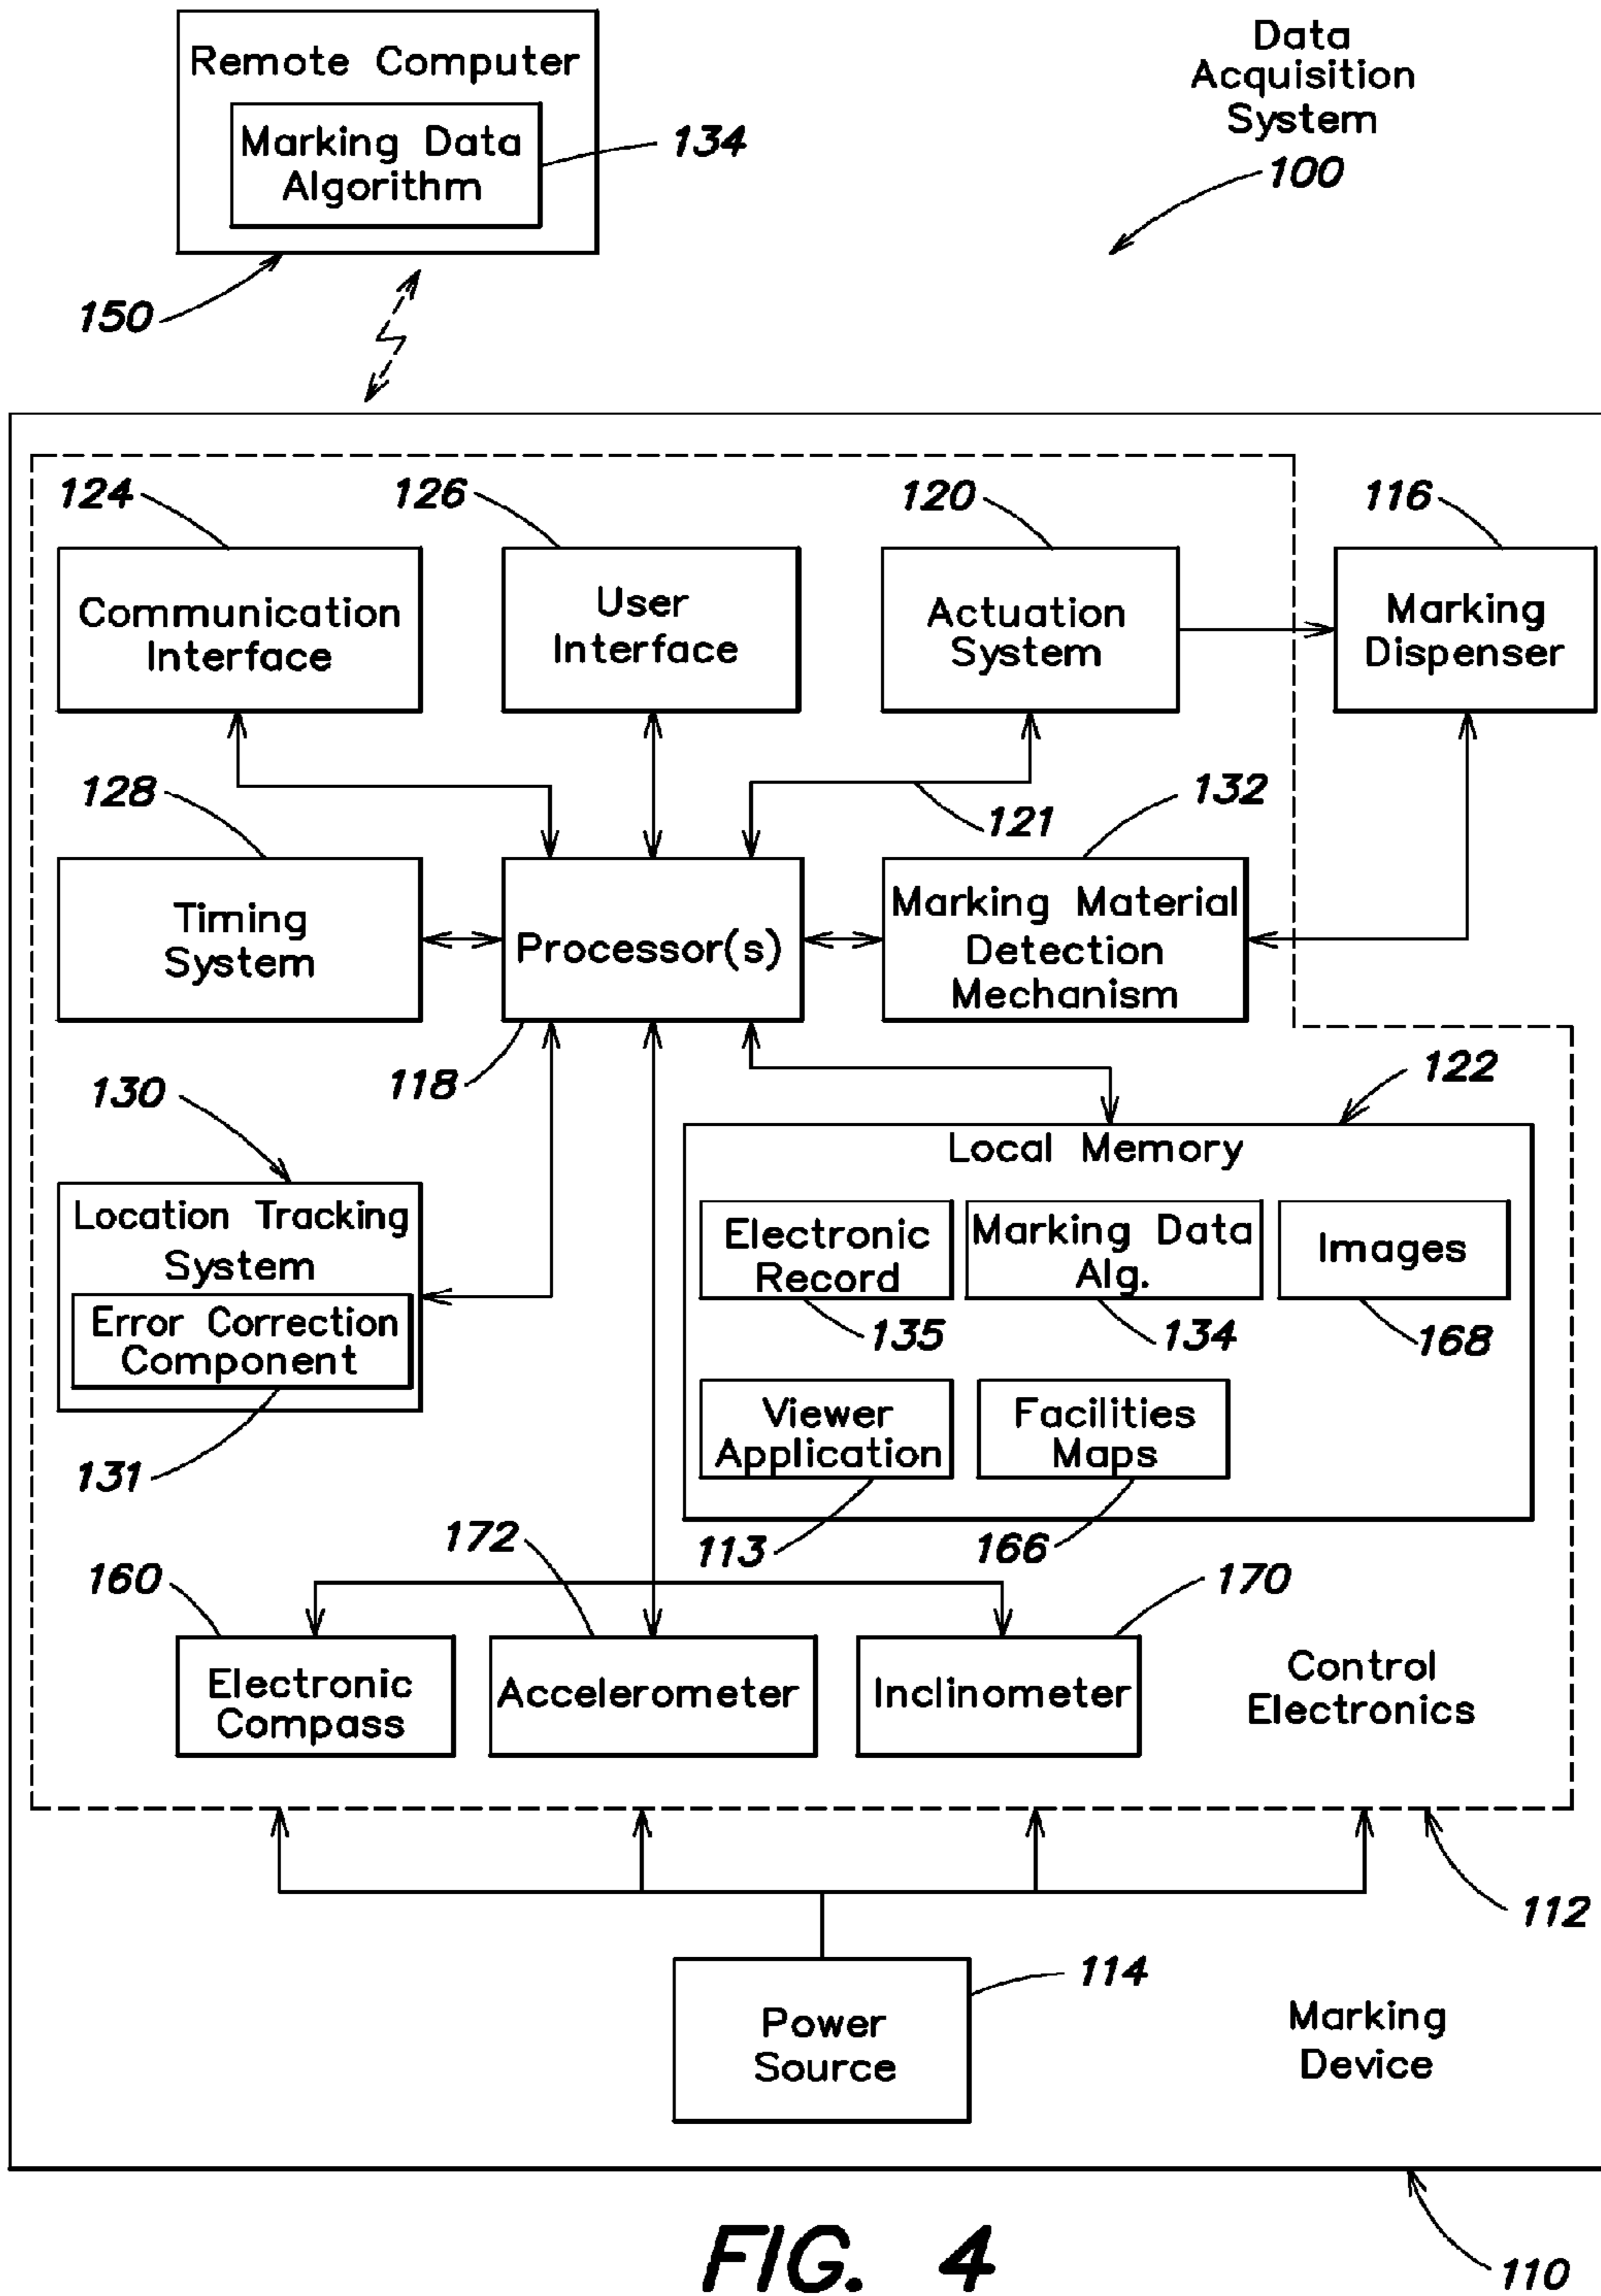 Remote Computer
Marking Data
Algorithm
134
150
Data
Acquisition
System
100
124
126
120
116
Communication
Interface
User
Interface
Actuation
System
Marking
Dispenser
128
121
132
Timing
System
Processor(s)
Marking Material
Detection
Mechanism
118
130
122
Location Tracking
System
Error Correction
Component
131
Local Memory
Electronic
Record
135
Marking Data
Alg.
134
Images
168
Viewer
Application
113
Facilities
Maps
166
160
172
170
Electronic
Compass
Accelerometer
Inclinometer
Control
Electronics
112
114
Power
Source
Marking
Device
110
FIG. 4